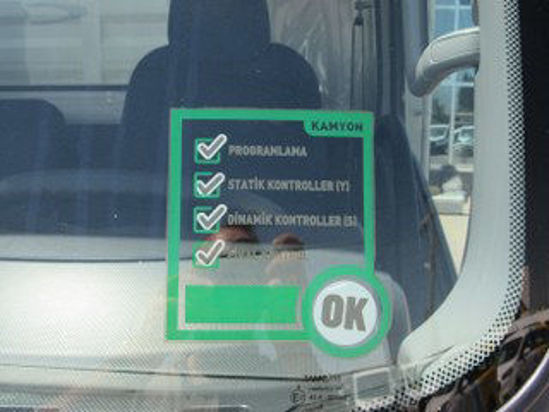 KAMYON
PROGRAMLAMA
STATİK KONTROLLER (Y)
DİNAMİK KONTROLLER (S)
OK